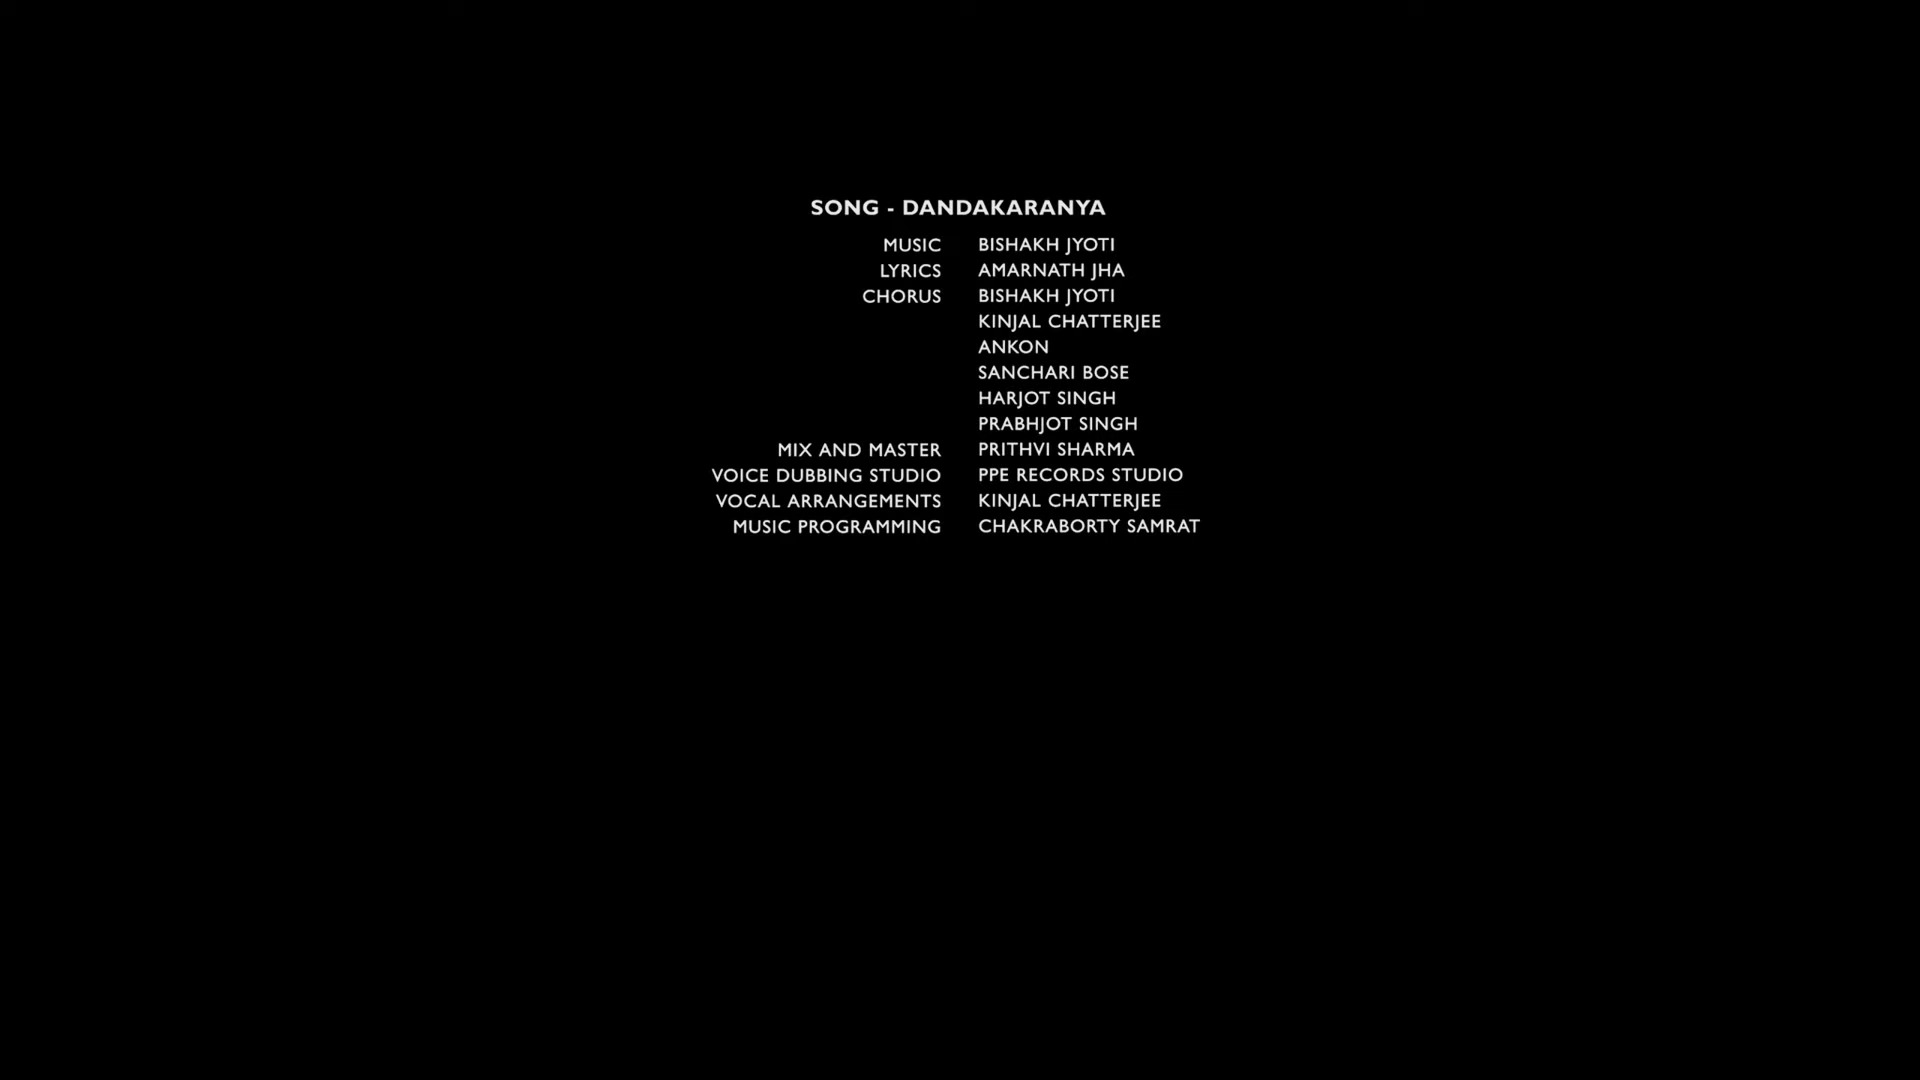 SONG - DANDAKARANYA
MUSIC BISHAKH JYOTI
LYRICS AMARNATH JHA
CHORUS BISHAKH JYOTI
KINJAL CHATTERJEE
ANKON
SANCHARI BOSE
HARJOT SINGH
PRABHJOT SINGH
MIX AND MASTER PRITHVI SHARMA
VOICE DUBBING STUDIO PPE RECORDS STUDIO
VOCAL ARRANGEMENTS KINJAL CHATTERJEE
MUSIC PROGRAMMING CHAKRABORTY SAMRAT